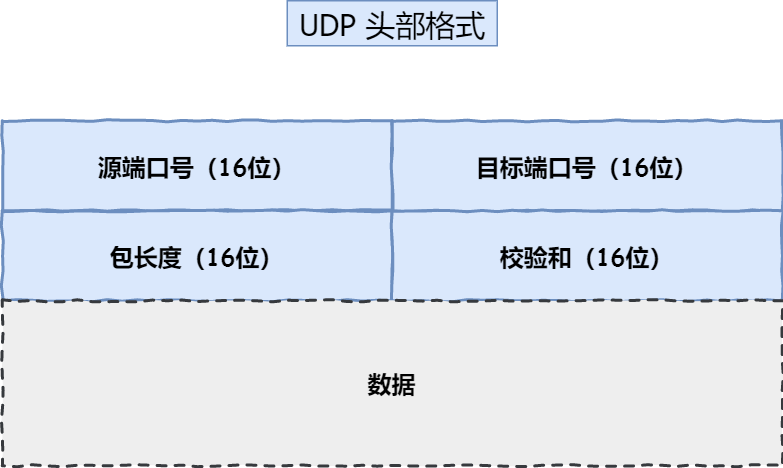 UDP 头部格式
源端口号（16位）
目标端口号（16位）
包长度（16位）
校验和（16位）
数据